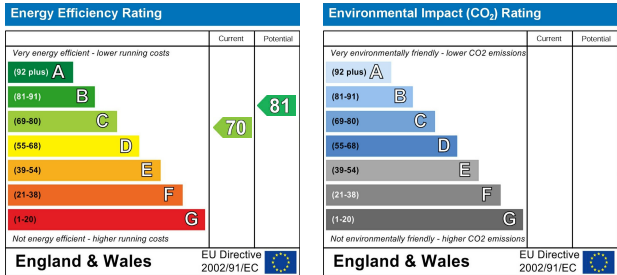 Energy Efficiency Rating
Current Potential
Very energy efficient - lower running costs
(92 plus) A
(81-91) B
(69-80) C
(55-68) D
(39-54) E
(21-38) F
(1-20) G
70
81
Not energy efficient - higher running costs
England & Wales
EU Directive
2002/91/EC
Environmental Impact (CO₂) Rating
Current Potential
Very environmentally friendly - lower CO2 emissions
(92 plus) A
(81-91) B
(69-80) C
(55-68) D
(39-54) E
(21-38) F
(1-20) G
Not environmentally friendly - higher CO2 emissions
England & Wales
EU Directive
2002/91/EC